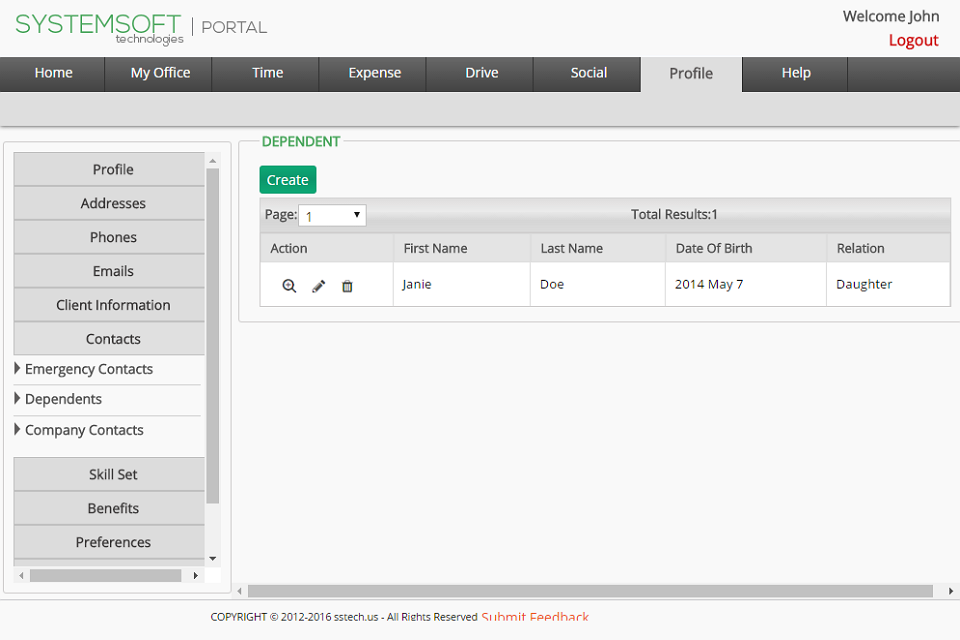 SYSTEMSOFT technologies | PORTAL
Welcome John
Logout
Home My Office Time Expense Drive Social Profile Help
Profile
Addresses
Phones
Emails
Client Information
Contacts
Emergency Contacts
Dependents
Company Contacts
Skill Set
Benefits
Preferences
DEPENDENT
Create
Page: 1 Total Results:1
Action First Name Last Name Date Of Birth Relation
Janie Doe 2014 May 7 Daughter
COPYRIGHT © 2012-2016 sstech.us - All Rights Reserved Submit Feedback